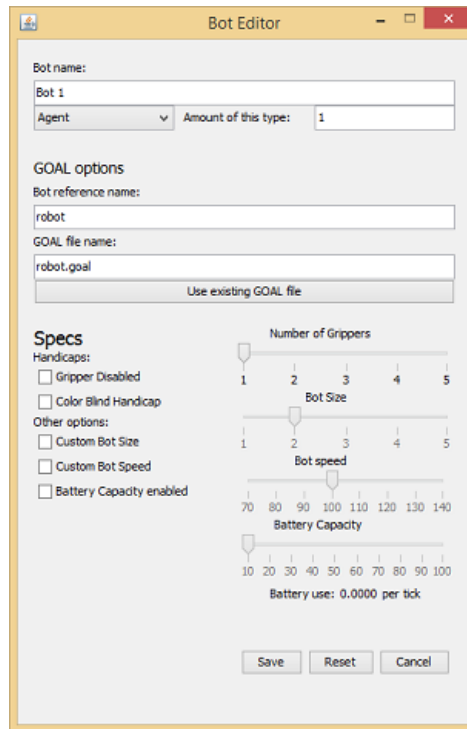 Bot Editor
Bot name:
Bot 1
Agent Amount of this type: 1
GOAL options
Bot reference name:
robot
GOAL file name:
robot.goal
Use existing GOAL file
Specs
Handicaps:
Gripper Disabled
Color Blind Handicap
Other options:
Custom Bot Size
Custom Bot Speed
Battery Capacity enabled
Number of Grippers
1 2 3 4 5
Bot Size
1 2 3 4 5
Bot speed
70 80 90 100 110 120 130 140
Battery Capacity
10 20 30 40 50 60 70 80 90 100
Battery use: 0.0000 per tick
Save Reset Cancel